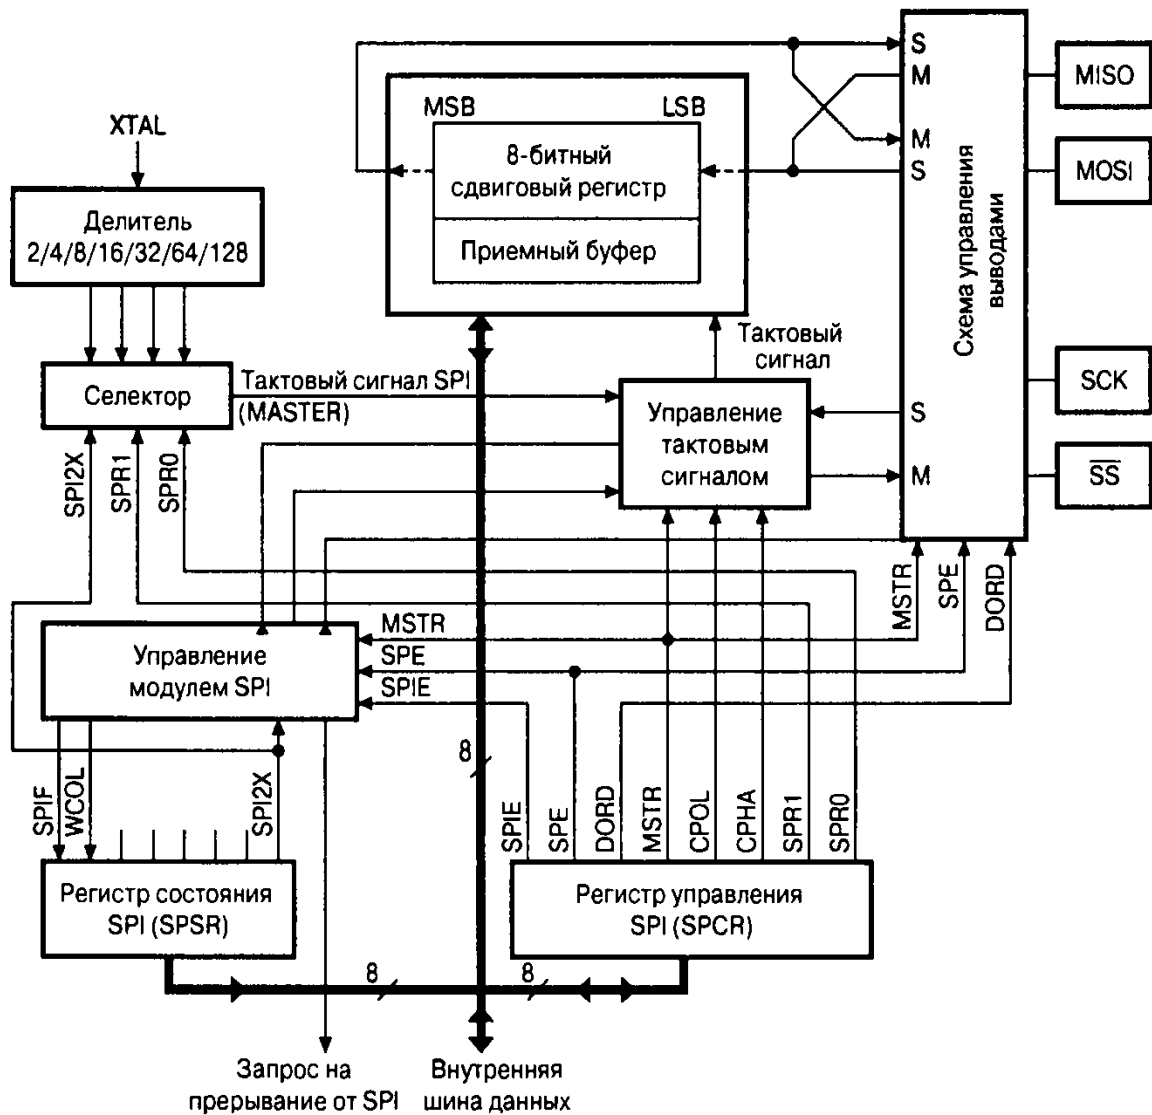 S
M
MISO
MSB
LSB
XTAL
8-битный
сдвиговый регистр
M
S
MOSI
Делитель
2/4/8/16/32/64/128
Приемный буфер
Схема управления
выводами
Тактовый
сигнал
Селектор
Тактовый сигнал SPI
(MASTER)
Управление
тактовым
сигналом
S
M
SCK
SS
SPI2X
SPR1
SPR0
MSTR
SPE
DORD
Управление
модулем SPI
MSTR
SPE
SPIE
8
SPIF
WCOL
SPI2X
SPIE
SPE
DORD
MSTR
CPOL
CPHA
SPR1
SPR0
Регистр состояния
SPI (SPSR)
Регистр управления
SPI (SPCR)
8
8
Запрос на
прерывание от SPI
Внутренняя
шина данных